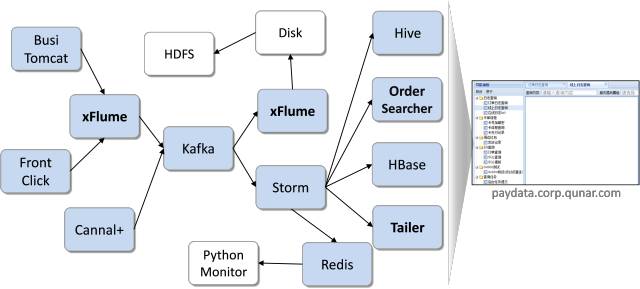 Busi
Tomcat
HDFS
Disk
Hive
xFlume
xFlume
Order
Searcher
Kafka
Front
Click
Storm
HBase
Cannal+
Tailer
Python
Monitor
Redis
paydata.corp.qunar.com